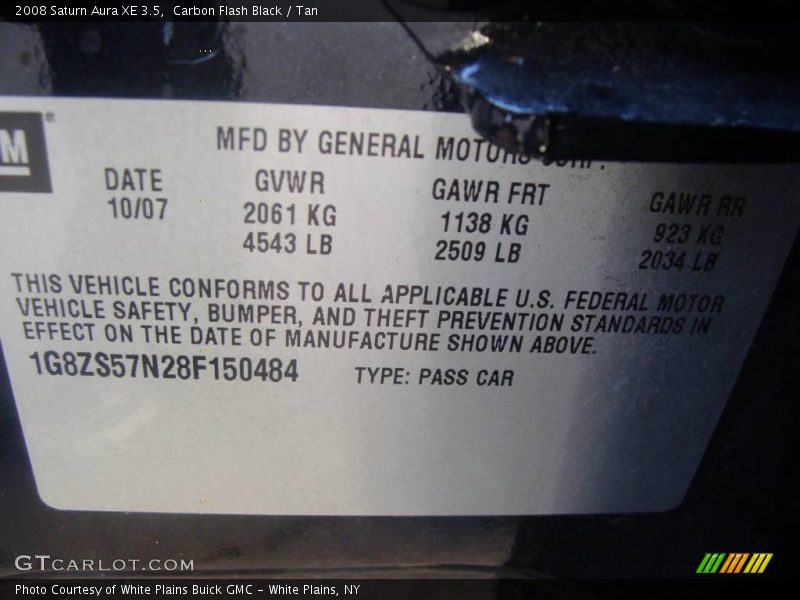 2008 Saturn Aura XE 3.5,  Carbon Flash Black / Tan
M
MFD BY GENERAL MOTORS CORP.
DATE GVWR GAWR FRT GAWR RR
10/07 2061 KG 1138 KG 923 KG
4543 LB 2509 LB 2034 LB
THIS VEHICLE CONFORMS TO ALL APPLICABLE U.S. FEDERAL MOTOR
VEHICLE SAFETY, BUMPER, AND THEFT PREVENTION STANDARDS IN
EFFECT ON THE DATE OF MANUFACTURE SHOWN ABOVE.
1G8ZS57N28F150484 TYPE: PASS CAR
GTCARLOT.COM
Photo Courtesy of White Plains Buick GMC - White Plains, NY